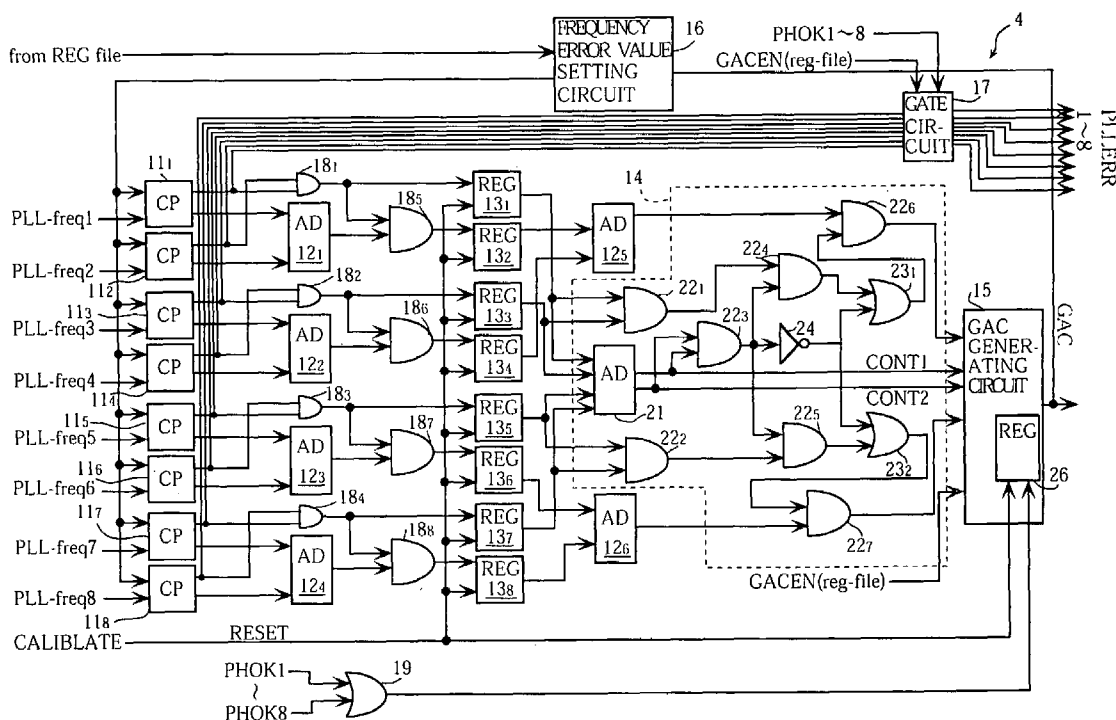 from REG file
FREQUENCY
ERROR VALUE
SETTING
CIRCUIT
16
PHOK1~8
GACEN(reg-file)
4
17
GATE
CIR-
CUIT
PLLERR
1~8
11₁
CP
PLL-freq1
CP
PLL-freq2
11₂
11₃
CP
PLL-freq3
CP
PLL-freq4
11₄
11₅
CP
PLL-freq5
11₆
CP
PLL-freq6
11₇
CP
PLL-freq7
CP
PLL-freq8
11₈
18₁
AD
12₁
18₅
18₂
AD
12₂
18₆
18₃
AD
12₃
18₇
18₄
AD
12₄
18₈
REG
13₁
REG
13₂
REG
13₃
REG
13₄
REG
13₅
REG
13₆
REG
13₇
REG
13₈
AD
12₅
AD
12₆
14
22₁
AD
21
22₂
22₃
22₄
24
22₅
22₆
23₁
23₂
22₇
CONT1
CONT2
15
GAC
GENER-
ATING
CIRCUIT
REG
26
GAC
GACEN(reg-file)
CALIBLATE
RESET
PHOK1
~
PHOK8
19